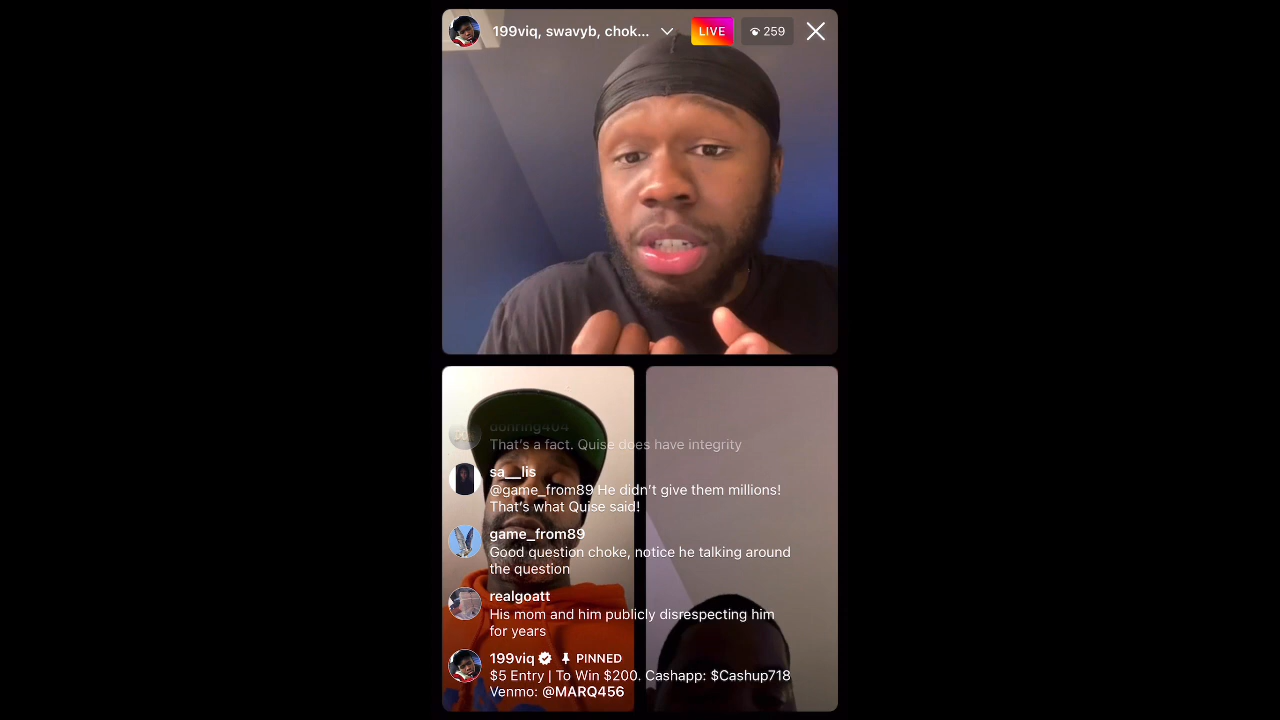 199viq, swavyb, chok...
LIVE
259
donring404
That's a fact. Quise does have integrity
sa__lis
@game_from89 He didn't give them millions!
That's what Quise said!
game_from89
Good question choke, notice he talking around
the question
realgoatt
His mom and him publicly disrespecting him
for years
199viq PINNED
$5 Entry | To Win $200. Cashapp: $Cashup718
Venmo: @MARQ456